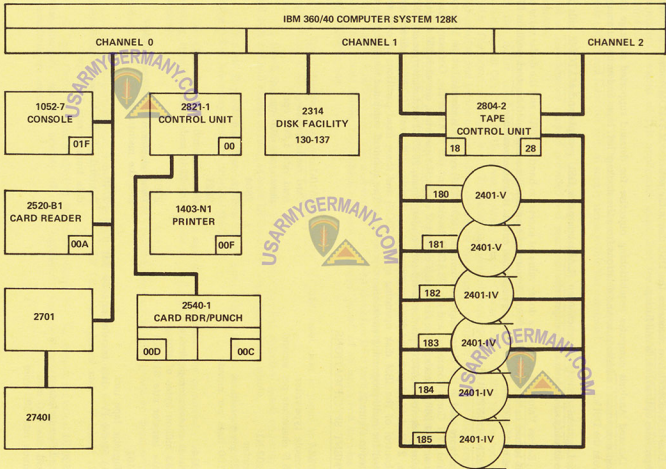 IBM 360/40 COMPUTER SYSTEM 128K
CHANNEL 0
CHANNEL 1
CHANNEL 2
1052-7
CONSOLE
01F
2821-1
CONTROL UNIT
00
2314
DISK FACILITY
130-137
2804-2
TAPE
CONTROL UNIT
18
28
2520-B1
CARD READER
00A
1403-N1
PRINTER
00F
180
2401-V
181
2401-V
182
2401-IV
183
2401-IV
184
2401-IV
185
2401-IV
2701
2540-1
CARD RDR/PUNCH
00D
00C
2740I
USARMYGERMANY.COM
USARMYGERMANY.COM
USARMYGERMANY.COM